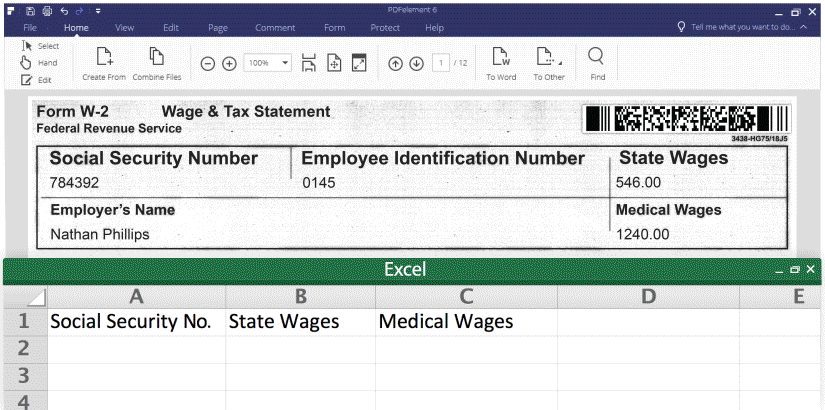 PDFelement 6
File Home View Edit Page Comment Form Protect Help Tell me what you want to do...
Select
Hand
Edit
Create From Combine Files 100% 1 / 12 To Word To Other Find
Form W-2 Wage & Tax Statement
Federal Revenue Service
3438-HG75/18J5
Social Security Number Employee Identification Number State Wages
784392 0145 546.00
Employer's Name Medical Wages
Nathan Phillips 1240.00
Excel
A B C D E
1 Social Security No. State Wages Medical Wages
2
3
4